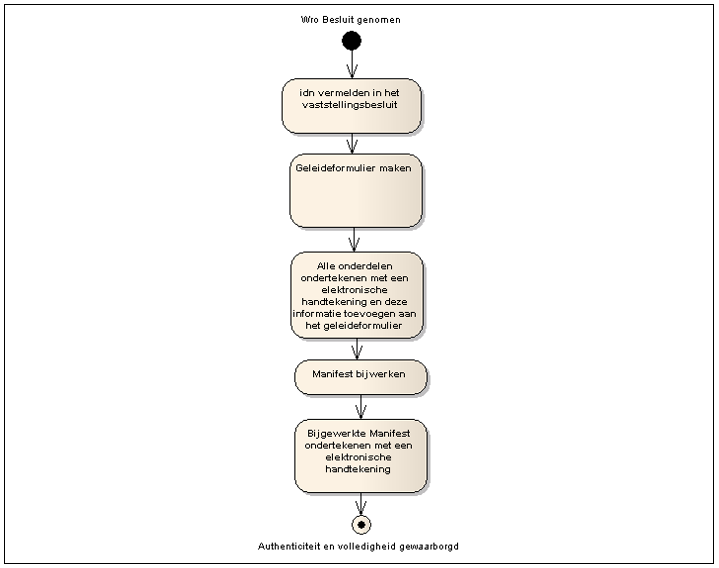 Wro Besluit genomen
idn vermelden in het
vaststellingsbesluit
Geleideformulier maken
Alle onderdelen
ondertekenen met een
elektronische
handtekening en deze
informatie toevoegen aan
het geleideformulier
Manifest bijwerken
Bijgewerkte Manifest
ondertekenen met een
elektronische
handtekening
Authenticiteit en volledigheid gewaarborgd